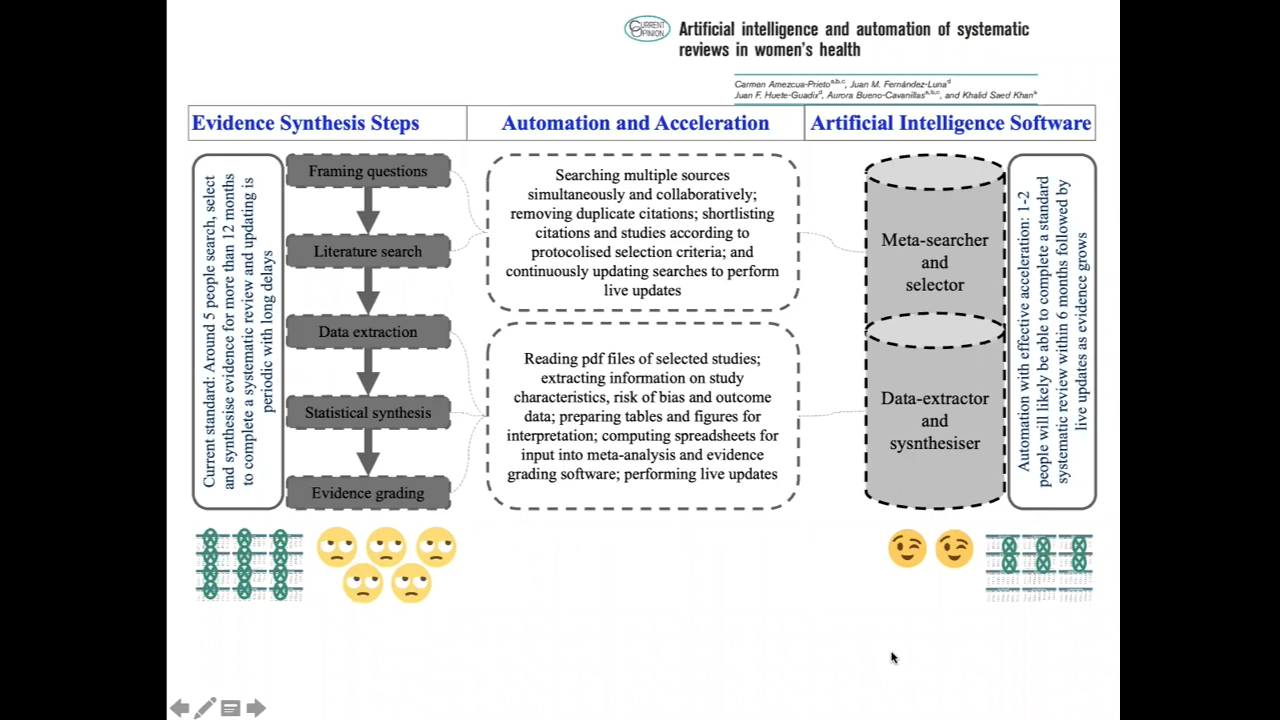 CURRENT
OPINION
Artificial intelligence and automation of systematic
reviews in women's health
Carmen Amezcua-Prieto^a,b,c, Juan M. Fernández-Luna^d
Juan F. Huete-Guadix^d, Aurora Bueno-Cavanillas^a,b,c, and Khalid Saeed Khan^a
Evidence Synthesis Steps
Automation and Acceleration
Artificial Intelligence Software
Current standard: Around 5 people search, select
and synthesise evidence for more than 12 months
to complete a systematic review and updating is
periodic with long delays
Framing questions
Literature search
Data extraction
Statistical synthesis
Evidence grading
Searching multiple sources
simultaneously and collaboratively;
removing duplicate citations; shortlisting
citations and studies according to
protocolised selection criteria; and
continuously updating searches to perform
live updates
Reading pdf files of selected studies;
extracting information on study
characteristics, risk of bias and outcome
data; preparing tables and figures for
interpretation; computing spreadsheets for
input into meta-analysis and evidence
grading software; performing live updates
Meta-searcher
and
selector
Data-extractor
and
sysnthesiser
Automation with effective acceleration: 1-2
people will likely be able to complete a standard
systematic review within 6 months followed by
live updates as evidence grows